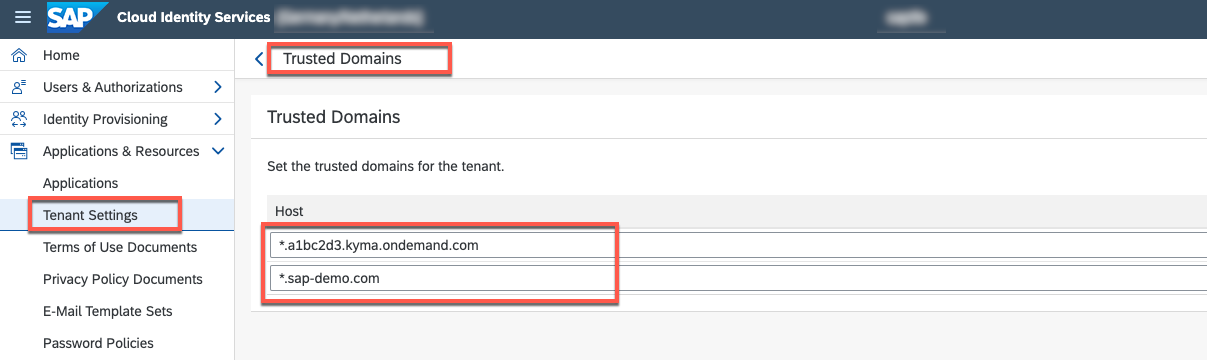 SAP Cloud Identity Services
Home
Users & Authorizations
Identity Provisioning
Applications & Resources
Applications
Tenant Settings
Terms of Use Documents
Privacy Policy Documents
E-Mail Template Sets
Password Policies
Trusted Domains
Trusted Domains
Set the trusted domains for the tenant.
Host
*.a1bc2d3.kyma.ondemand.com
*.sap-demo.com